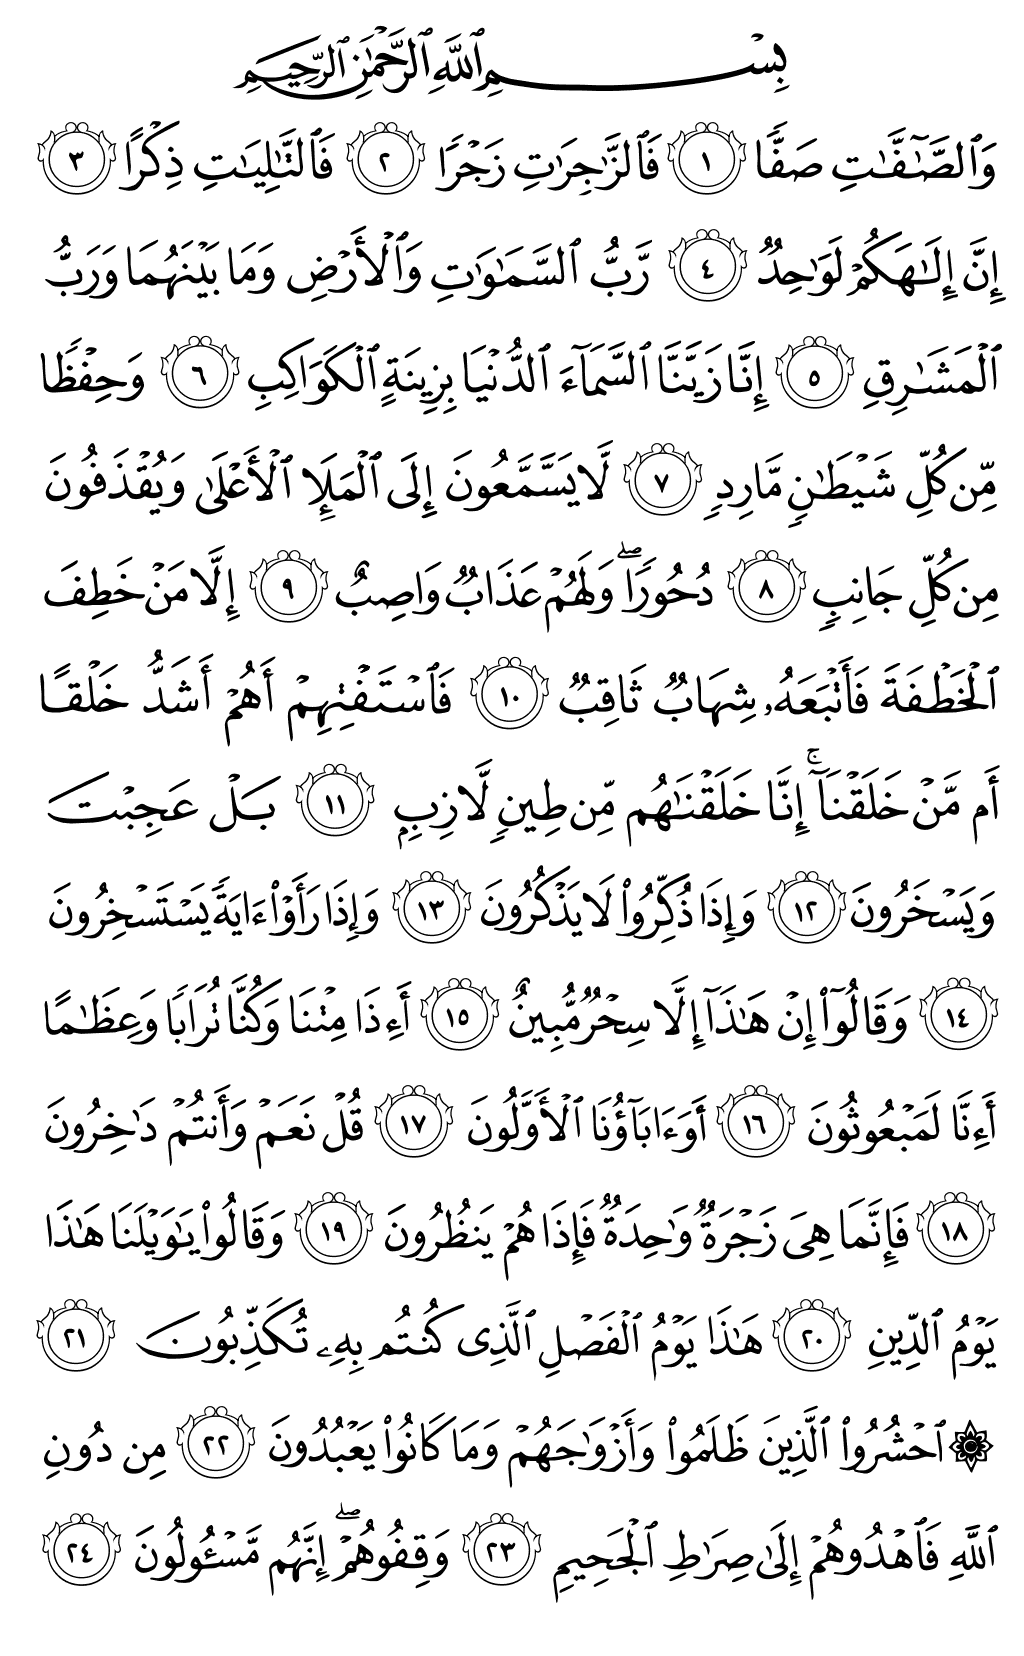 بِسْمِ ٱللَّهِ ٱلرَّحْمَٰنِ ٱلرَّحِيمِ
وَٱلصَّٰٓفَّٰتِ صَفًّا ١ فَٱلزَّٰجِرَٰتِ زَجْرًا ٢ فَٱلتَّٰلِيَٰتِ ذِكْرًا ٣
إِنَّ إِلَٰهَكُمْ لَوَٰحِدٌ ٤ رَّبُّ ٱلسَّمَٰوَٰتِ وَٱلْأَرْضِ وَمَا بَيْنَهُمَا وَرَبُّ
ٱلْمَشَٰرِقِ ٥ إِنَّا زَيَّنَّا ٱلسَّمَآءَ ٱلدُّنْيَا بِزِينَةٍ ٱلْكَوَاكِبِ ٦ وَحِفْظًا
مِّن كُلِّ شَيْطَٰنٍ مَّارِدٍ ٧ لَّا يَسَّمَّعُونَ إِلَى ٱلْمَلَإِ ٱلْأَعْلَىٰ وَيُقْذَفُونَ
مِن كُلِّ جَانِبٍ ٨ دُحُورًا ۖ وَلَهُمْ عَذَابٌ وَاصِبٌ ٩ إِلَّا مَنْ خَطِفَ
ٱلْخَطْفَةَ فَأَتْبَعَهُۥ شِهَابٌ ثَاقِبٌ ١٠ فَٱسْتَفْتِهِمْ أَهُمْ أَشَدُّ خَلْقًا
أَم مَّنْ خَلَقْنَآ ۚ إِنَّا خَلَقْنَٰهُم مِّن طِينٍ لَّازِبٍۭ ١١ بَلْ عَجِبْتَ
وَيَسْخَرُونَ ١٢ وَإِذَا ذُكِّرُوا۟ لَا يَذْكُرُونَ ١٣ وَإِذَا رَأَوْا۟ ءَايَةً يَسْتَسْخِرُونَ
١٤ وَقَالُوٓا۟ إِنْ هَٰذَآ إِلَّا سِحْرٌ مُّبِينٌ ١٥ أَءِذَا مِتْنَا وَكُنَّا تُرَابًا وَعِظَٰمًا
أَءِنَّا لَمَبْعُوثُونَ ١٦ أَوَءَابَآؤُنَا ٱلْأَوَّلُونَ ١٧ قُلْ نَعَمْ وَأَنتُمْ دَٰخِرُونَ
١٨ فَإِنَّمَا هِىَ زَجْرَةٌ وَٰحِدَةٌ فَإِذَا هُمْ يَنظُرُونَ ١٩ وَقَالُوا۟ يَٰوَيْلَنَا هَٰذَا
يَوْمُ ٱلدِّينِ ٢٠ هَٰذَا يَوْمُ ٱلْفَصْلِ ٱلَّذِى كُنتُم بِهِۦ تُكَذِّبُونَ ٢١
۞ ٱحْشُرُوا۟ ٱلَّذِينَ ظَلَمُوا۟ وَأَزْوَٰجَهُمْ وَمَا كَانُوا۟ يَعْبُدُونَ ٢٢ مِن دُونِ
ٱللَّهِ فَٱهْدُوهُمْ إِلَىٰ صِرَٰطِ ٱلْجَحِيمِ ٢٣ وَقِفُوهُمْ ۖ إِنَّهُم مَّسْـُٔولُونَ ٢٤